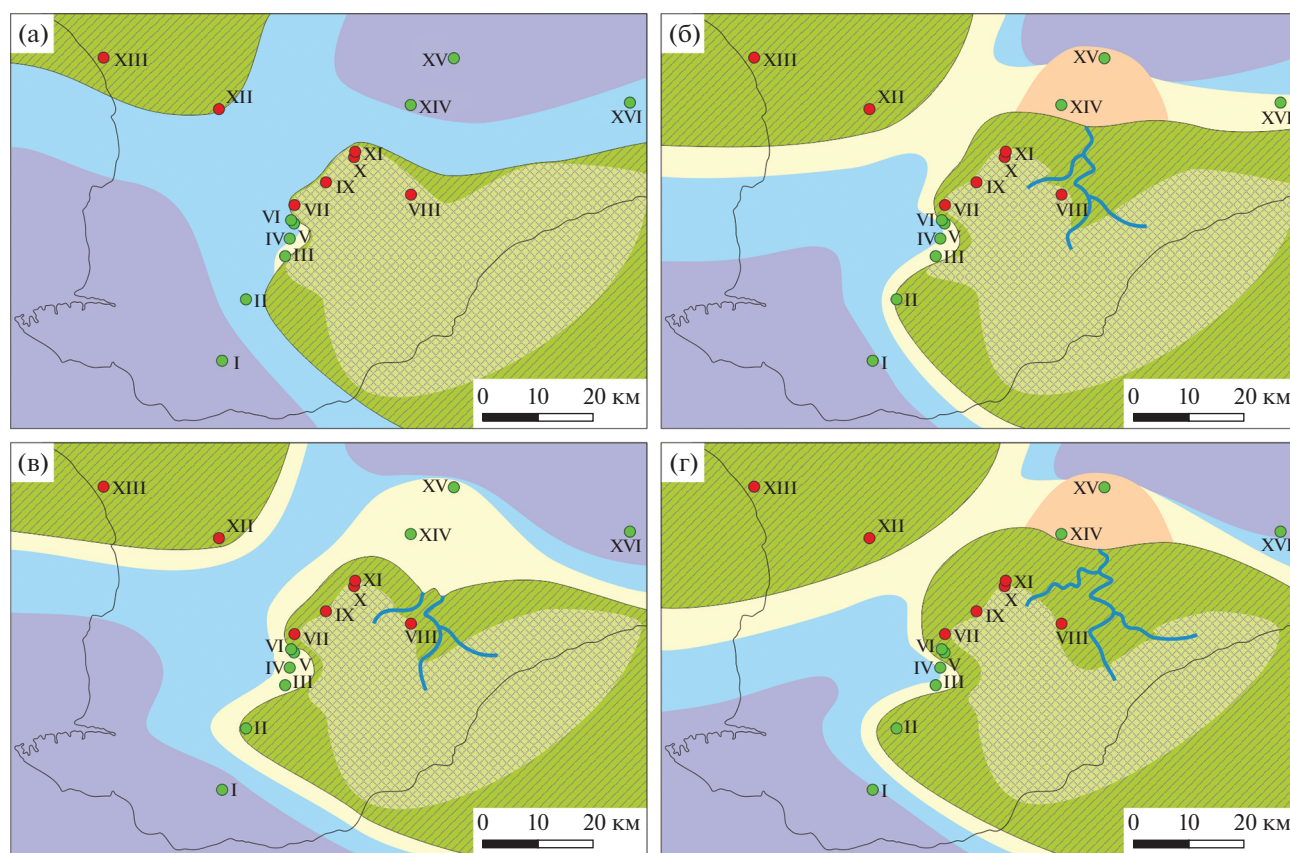 (а)
XIII
XII
XV
XIV
XVI
XI
X
IX
VIII
VII
VI
V
IV
III
II
I
0 10 20 км
(б)
XIII
XII
XV
XIV
XVI
XI
X
IX
VIII
VII
VI
V
IV
III
II
I
0 10 20 км
(в)
XIII
XII
XV
XIV
XVI
XI
X
IX
VIII
VII
VI
V
IV
III
II
I
0 10 20 км
(г)
XIII
XII
XV
XIV
XVI
XI
X
IX
VIII
VII
VI
V
IV
III
II
I
0 10 20 км